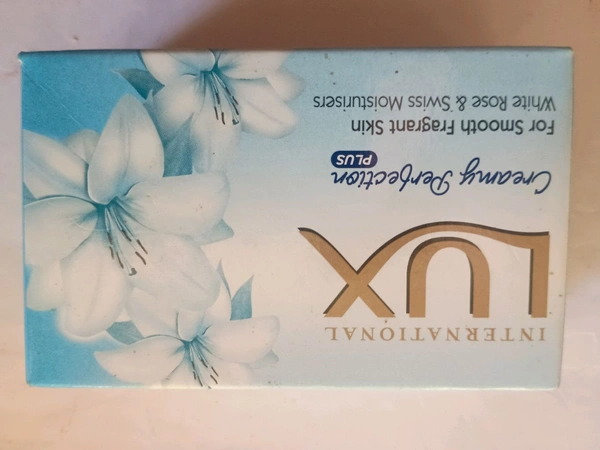 INTERNATIONAL
LUX
Creamy Perfection
PLUS
For Smooth Fragrant Skin
White Rose & Swiss Moisturisers